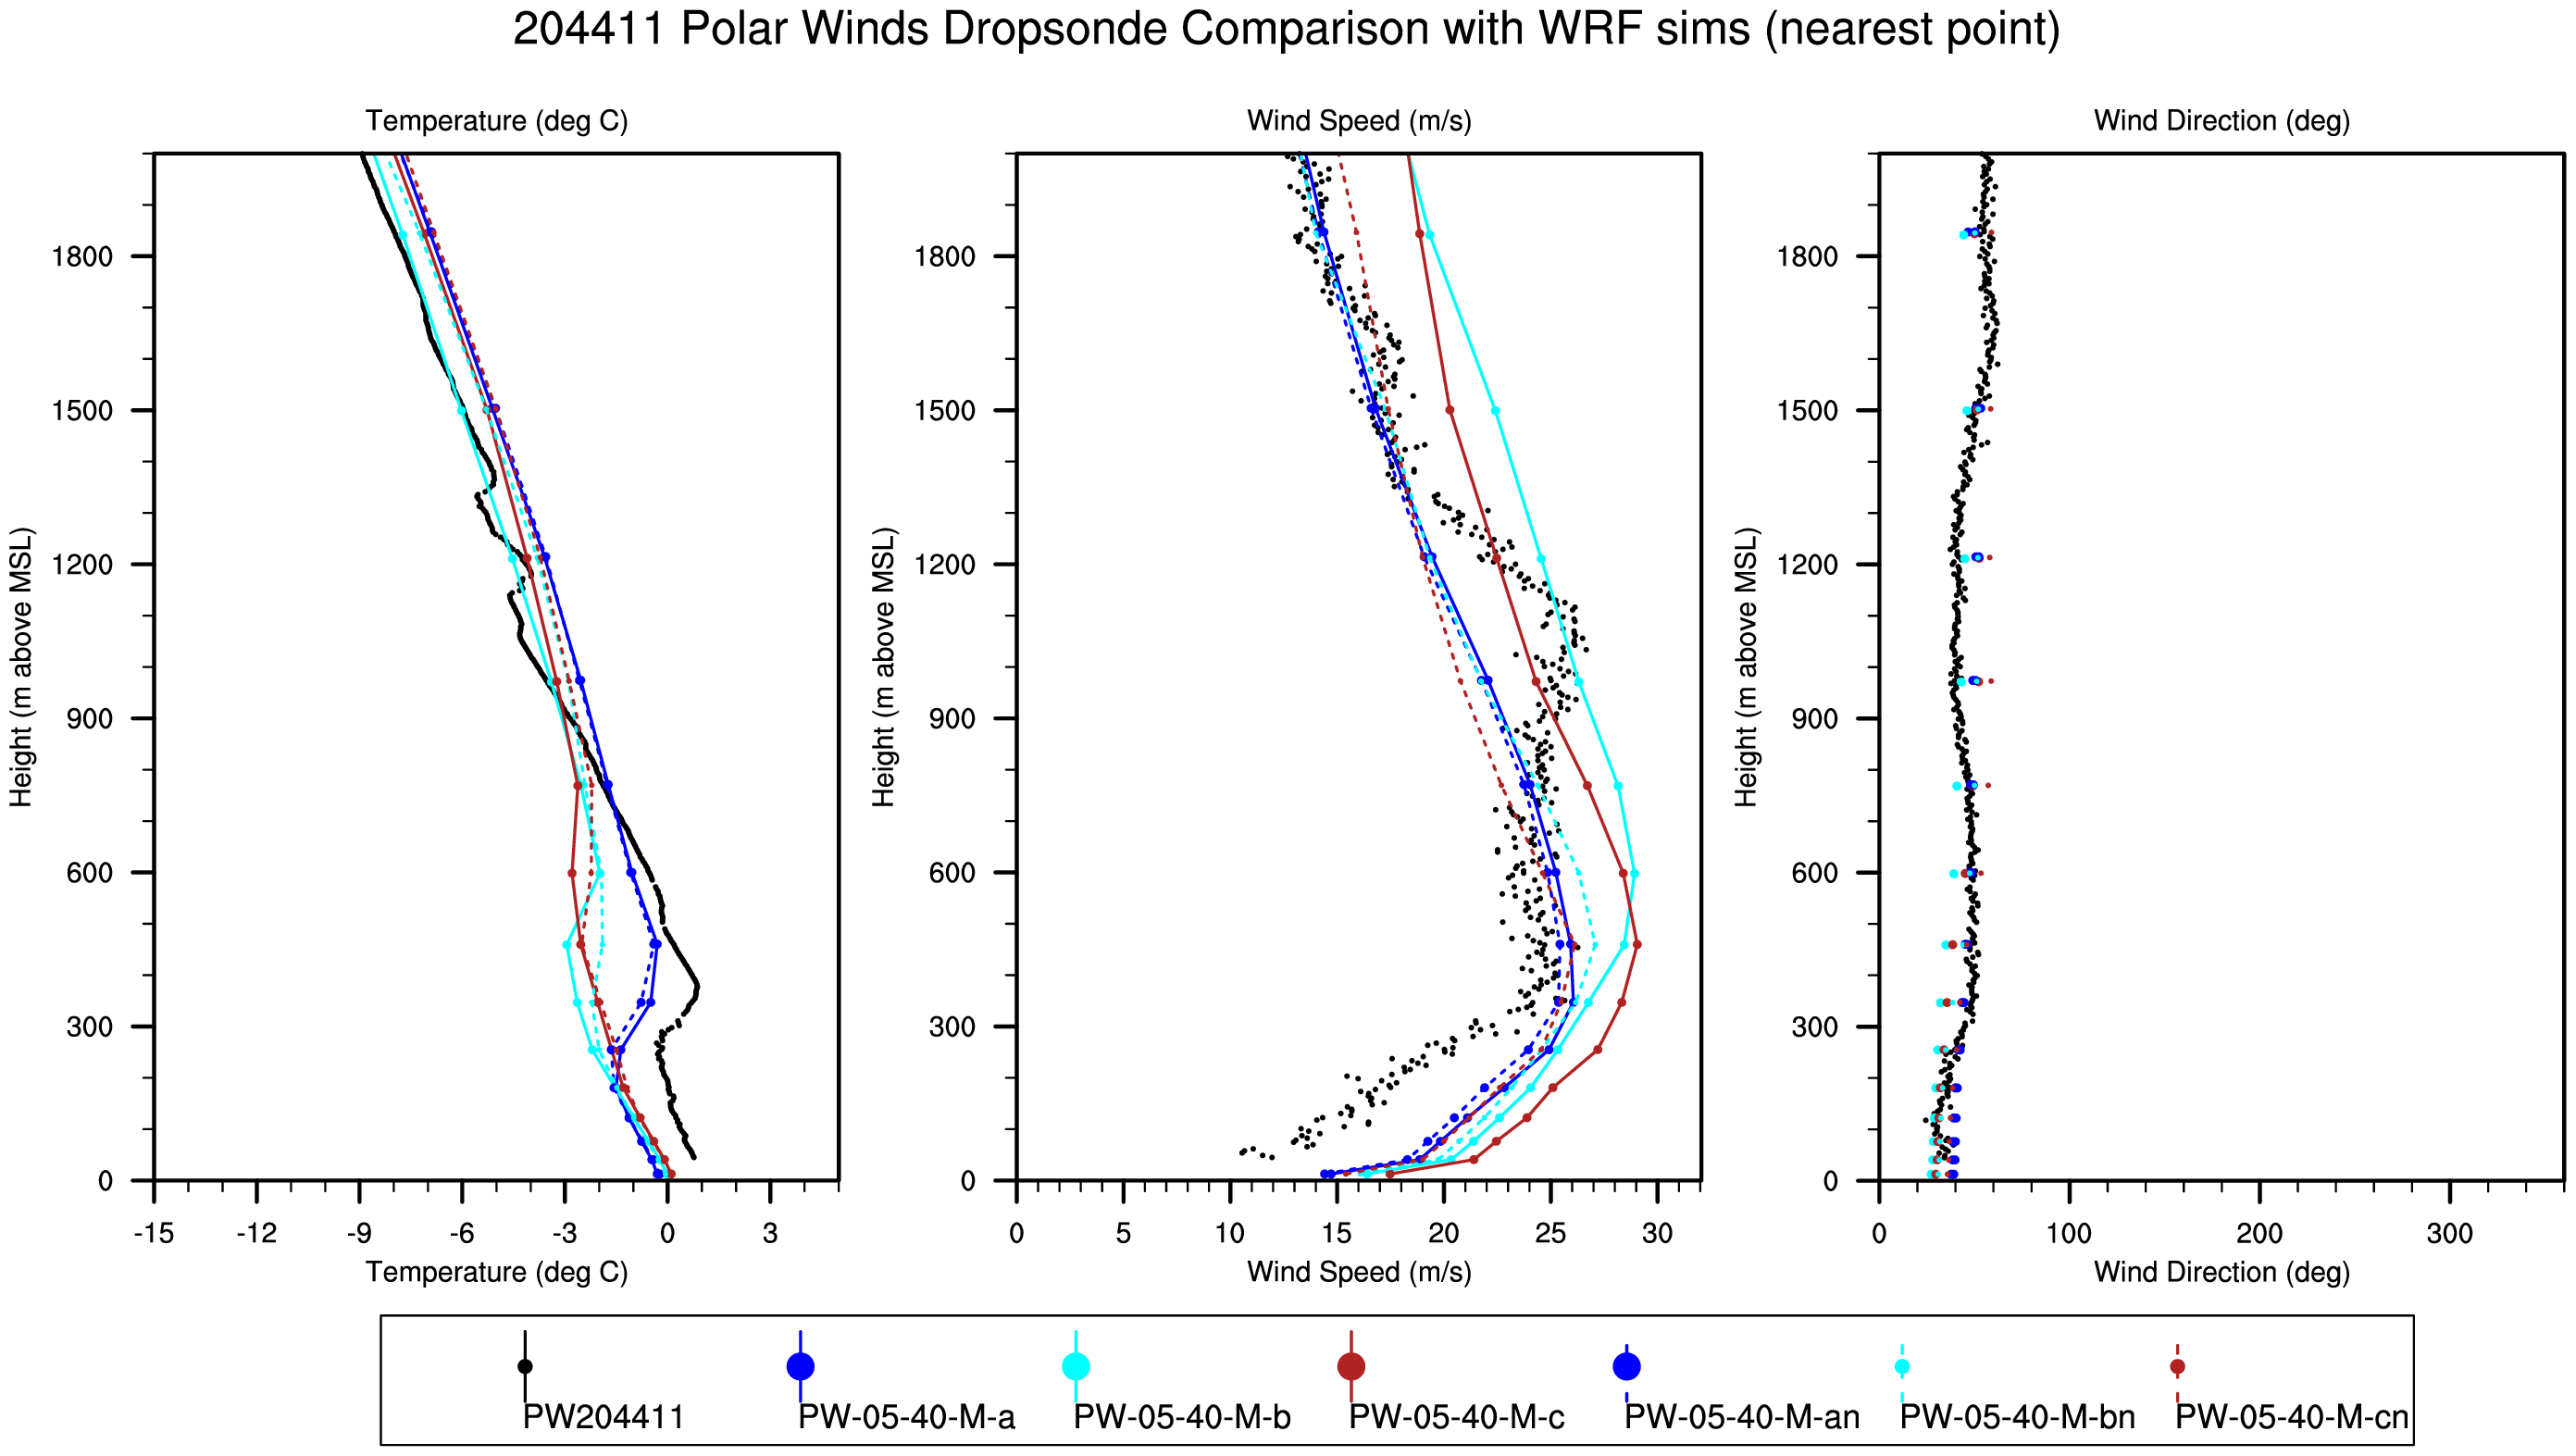 204411 Polar Winds Dropsonde Comparison with WRF sims (nearest point)
Temperature (deg C)
Wind Speed (m/s)
Wind Direction (deg)
Height (m above MSL)
1800
1500
1200
900
600
300
0
-15 -12 -9 -6 -3 0 3
Temperature (deg C)
Height (m above MSL)
1800
1500
1200
900
600
300
0
0 5 10 15 20 25 30
Wind Speed (m/s)
Height (m above MSL)
1800
1500
1200
900
600
300
0
0 100 200 300
Wind Direction (deg)
PW204411 PW-05-40-M-a PW-05-40-M-b PW-05-40-M-c PW-05-40-M-an PW-05-40-M-bn PW-05-40-M-cn